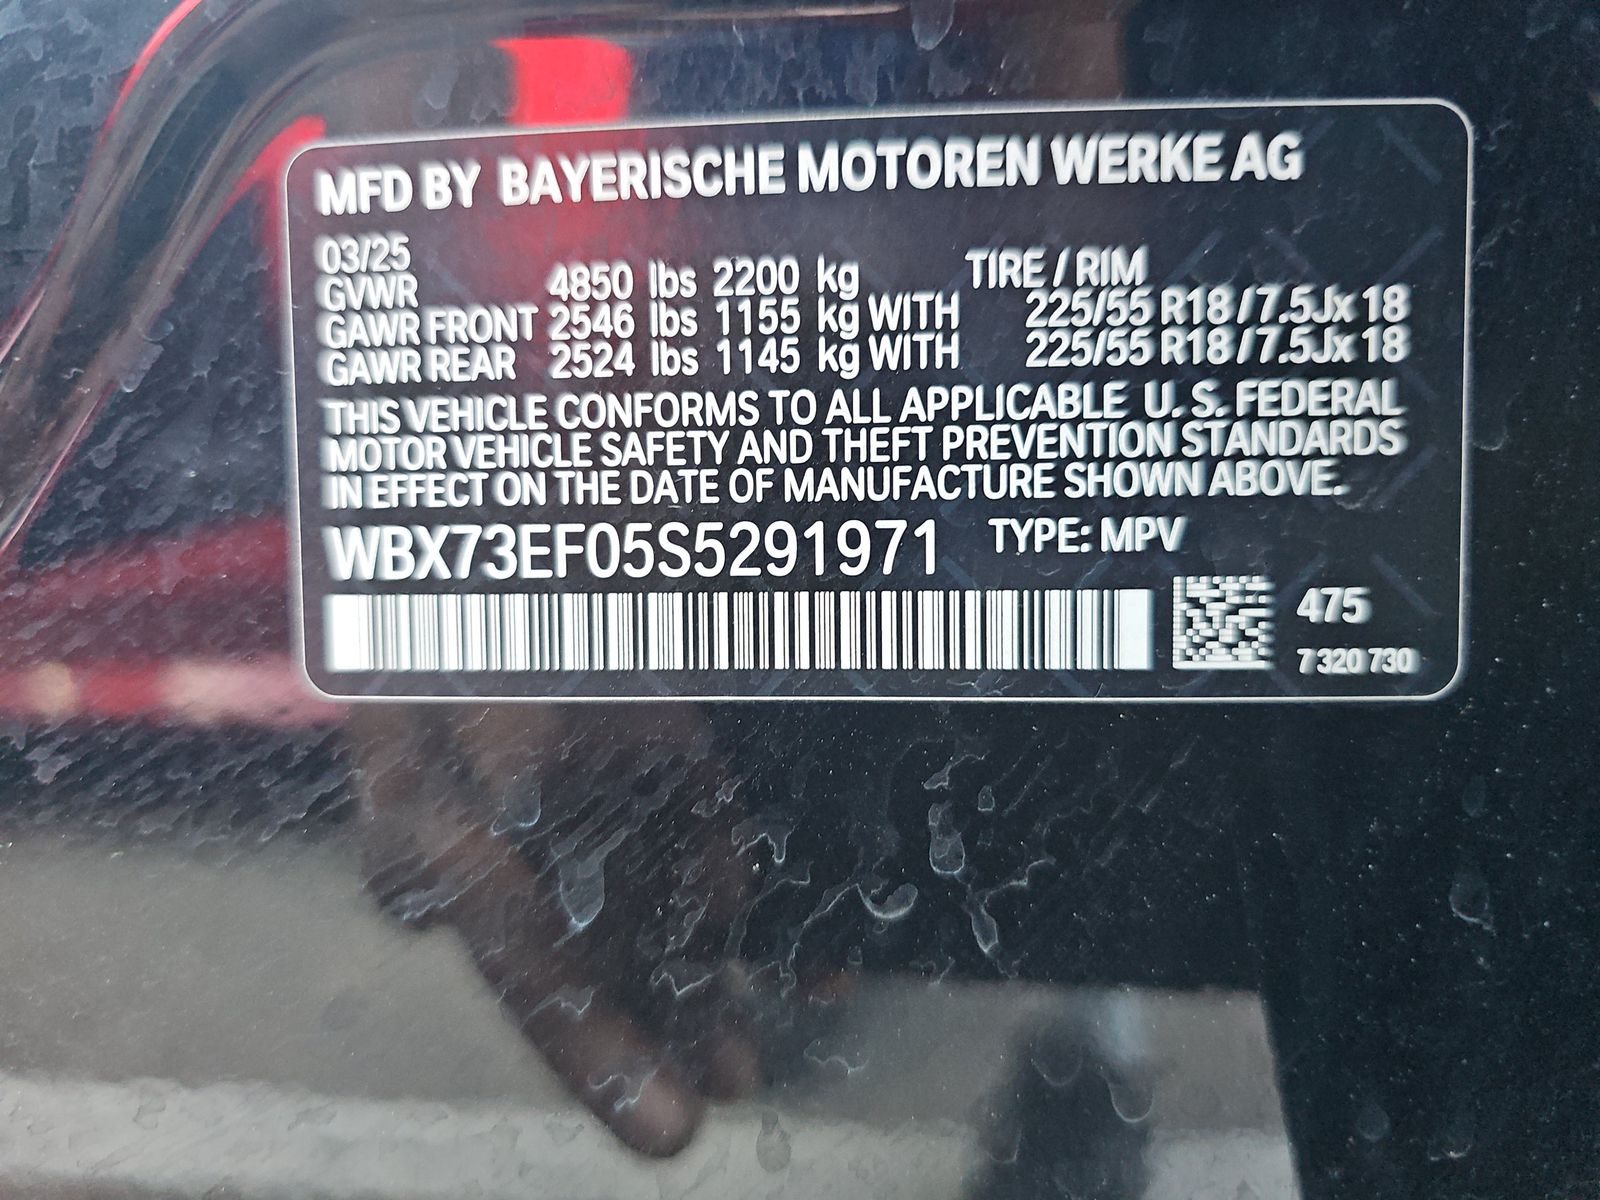 MFD BY BAYERISCHE MOTOREN WERKE AG
03/25
GVWR 4850 lbs 2200 kg TIRE / RIM
GAWR FRONT 2546 lbs 1155 kg WITH 225/55 R18 / 7.5Jx 18
GAWR REAR 2524 lbs 1145 kg WITH 225/55 R18 / 7.5Jx 18
THIS VEHICLE CONFORMS TO ALL APPLICABLE U. S. FEDERAL
MOTOR VEHICLE SAFETY AND THEFT PREVENTION STANDARDS
IN EFFECT ON THE DATE OF MANUFACTURE SHOWN ABOVE.
WBX73EF05S5291971 TYPE: MPV
475
7 320 730